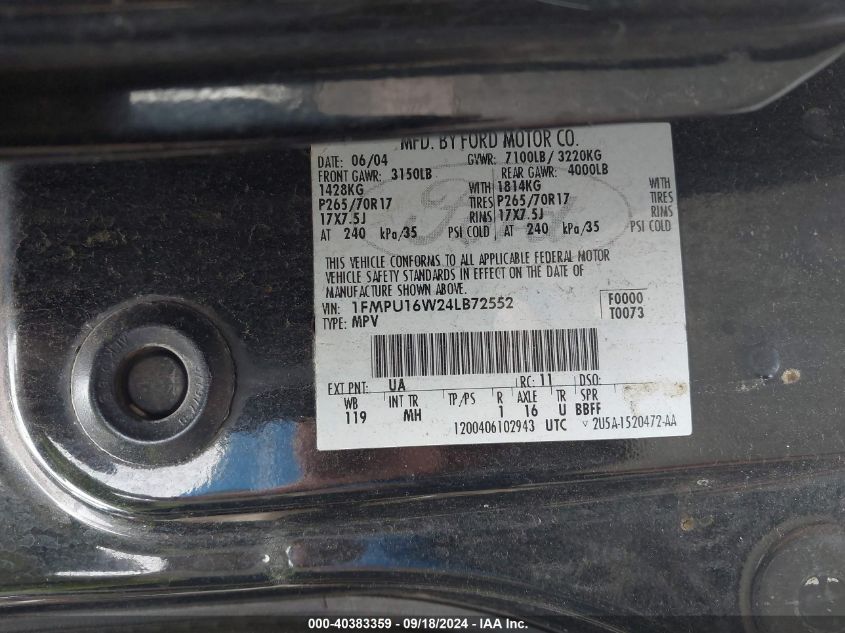 MFD. BY FORD MOTOR CO.
DATE: 06/04 GVWR: 7100LB / 3220KG
FRONT GAWR: 3150LB REAR GAWR: 4000LB
1428KG WITH 1814KG WITH
P265/70R17 TIRES P265/70R17 TIRES
17X7.5J RIMS 17X7.5J RIMS
AT 240 kPa/35 PSI COLD AT 240 kPa/35 PSI COLD
Ford
THIS VEHICLE CONFORMS TO ALL APPLICABLE FEDERAL MOTOR
VEHICLE SAFETY STANDARDS IN EFFECT ON THE DATE OF
MANUFACTURE SHOWN ABOVE.
VIN: 1FMPU16W24LB72552 F0000
TYPE: MPV T0073
EXT PNT: UA RC: 11 DSO:
WB INT TR TP/PS R AXLE TR SPR
119 MH 1 16 U BBFF
1200406102943 UTC v 2U5A-1520472-AA
000-40383359 - 09/18/2024 - IAA Inc.